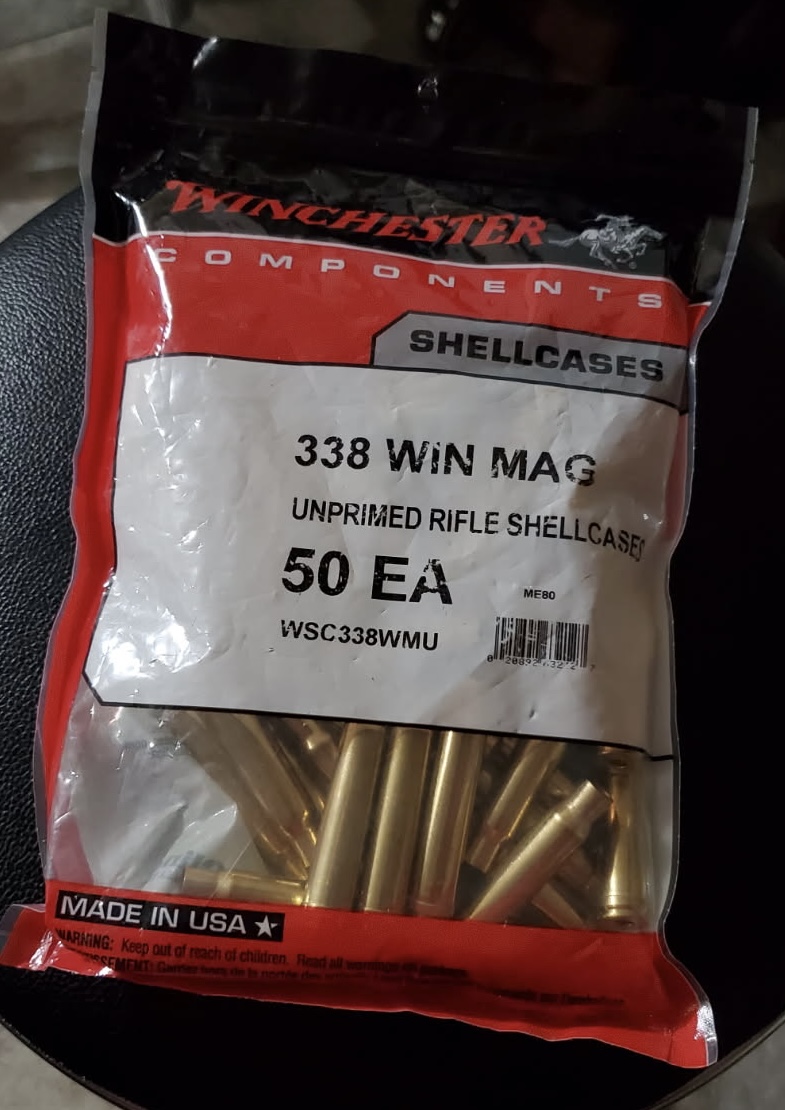 WINCHESTER
COMPONENTS
SHELLCASES
338 WIN MAG
UNPRIMED RIFLE SHELLCASES
50 EA
ME80
WSC338WMU
MADE IN USA
WARNING: Keep out of reach of children. Read all